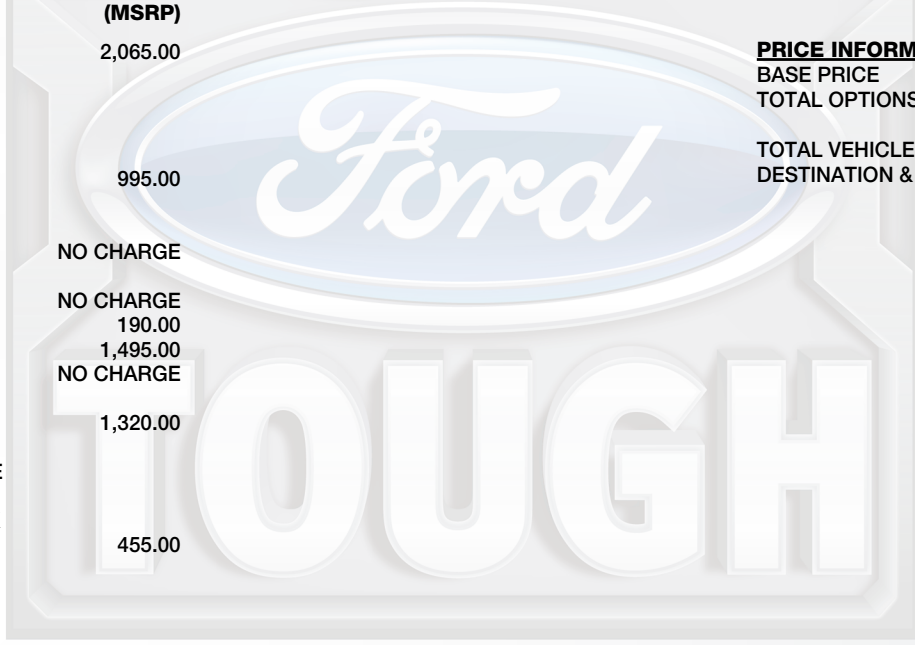 (MSRP)
2,065.00
995.00
NO CHARGE
NO CHARGE
190.00
1,495.00
NO CHARGE
1,320.00
455.00
PRICE INFORM
BASE PRICE
TOTAL OPTIONS
TOTAL VEHICLE
DESTINATION &
Ford
TOUGH